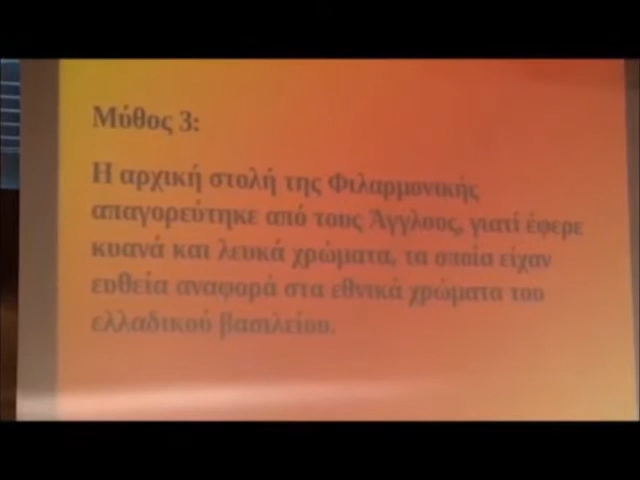 Μύθος 3:
Η αρχική στολή της Φιλαρμονικής
απαγορεύτηκε από τους Άγγλους, γιατί έφερε
κυανά και λευκά χρώματα, τα οποία είχαν
ευθεία αναφορά στα εθνικά χρώματα του
ελλαδικού βασιλείου.